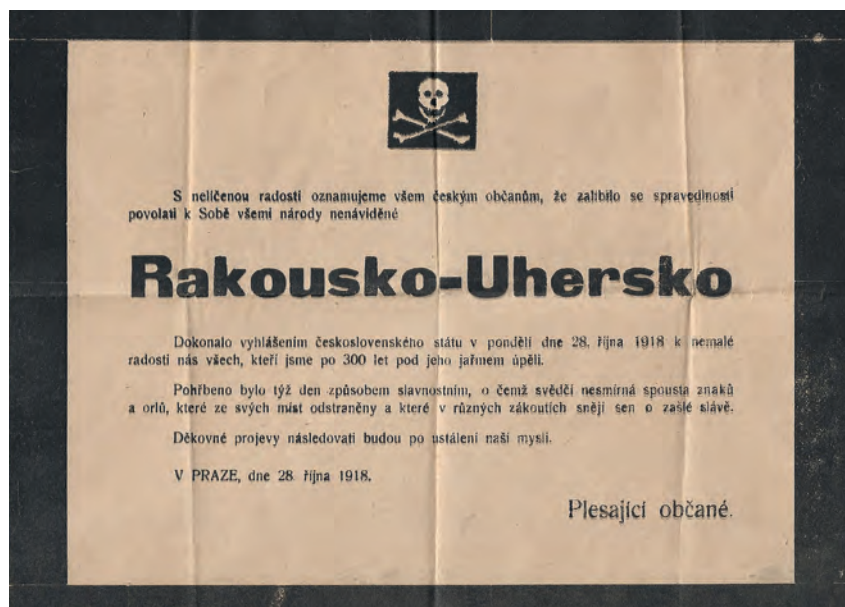 S neličenou radostí oznamujeme všem českým občanům, že zalíbilo se spravedlnosti
povolati k Sobě všemi národy nenáviděné
Rakousko-Uhersko
Dokonalo vyhlášením československého státu v pondělí dne 28. října 1918 k nemalé
radosti nás všech, kteří jsme po 300 let pod jeho jařmem úpěli.
Pohřbeno bylo týž den způsobem slavnostním, o čemž svědčí nesmírná spousta znaků
a orlů, které ze svých míst odstraněny a které v různých zákoutích snějí sen o zašlé slávě.
Děkovné projevy následovati budou po ustálení naší mysli.
V PRAZE, dne 28 října 1918.
Plesající občané.